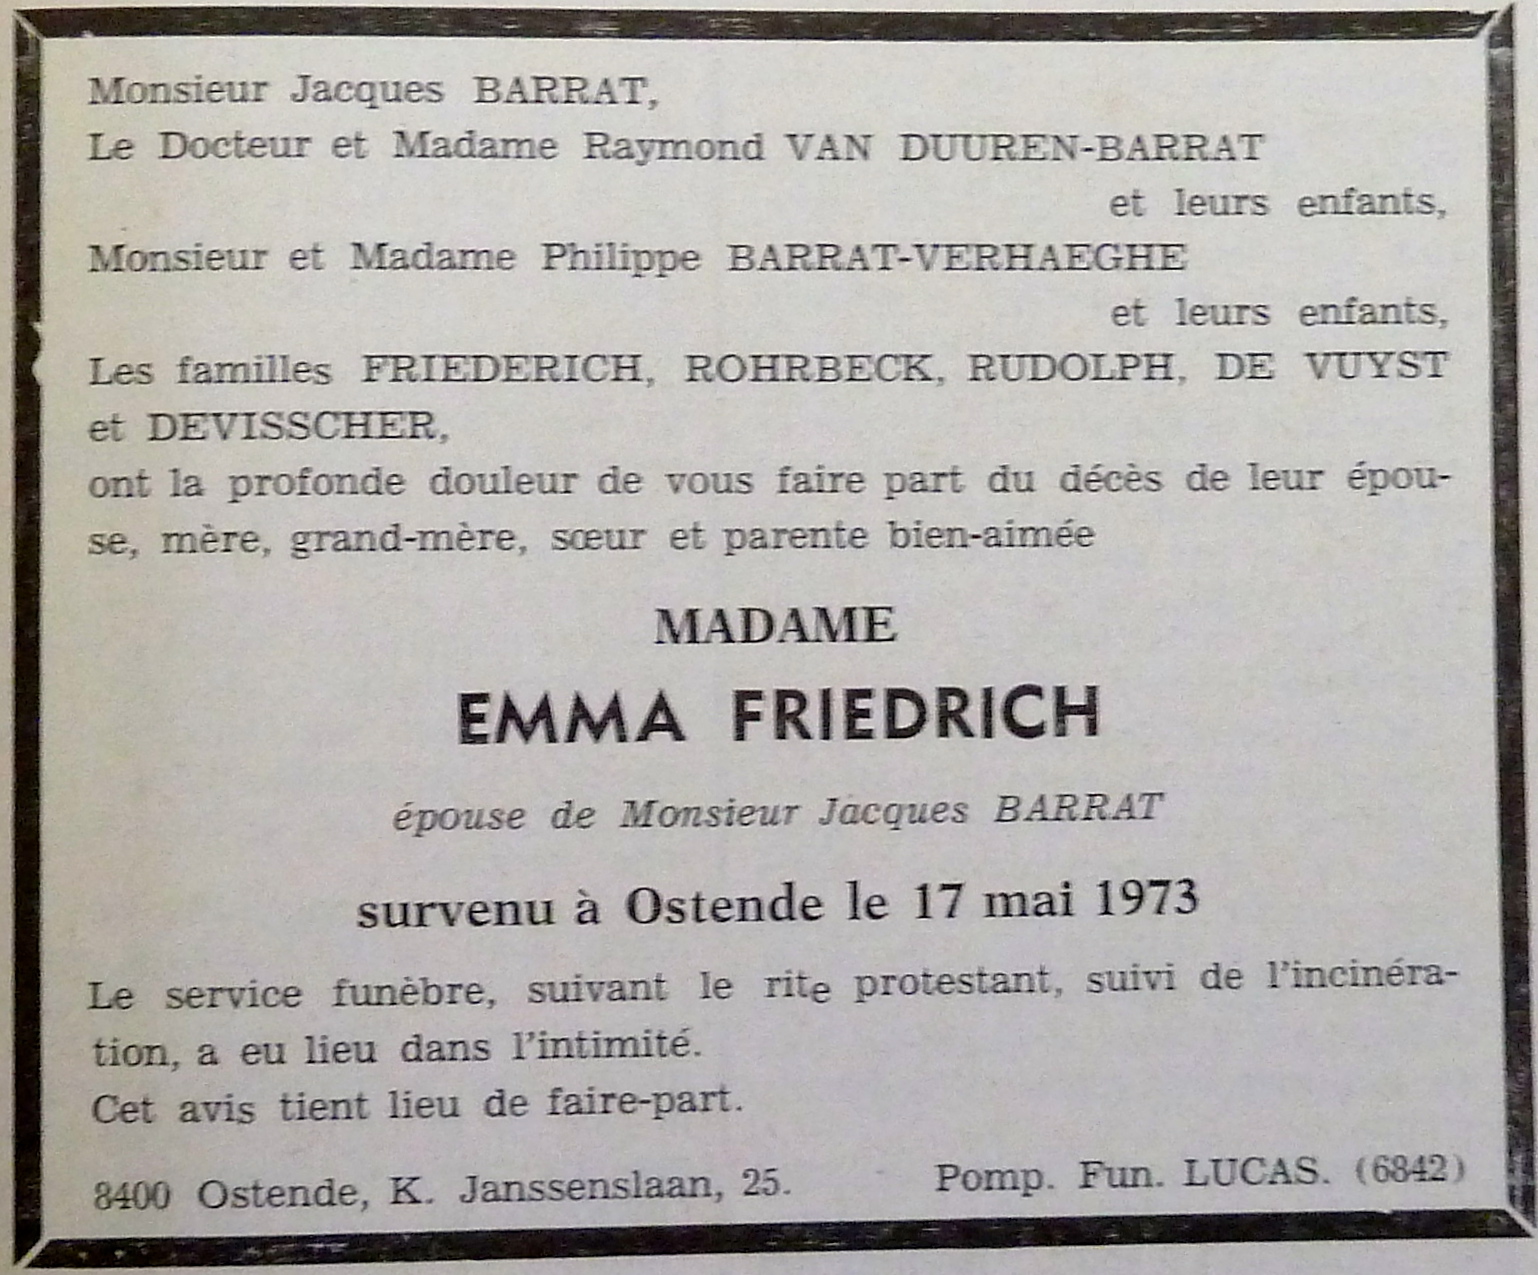 Monsieur Jacques BARRAT,
Le Docteur et Madame Raymond VAN DUUREN-BARRAT
et leurs enfants,
Monsieur et Madame Philippe BARRAT-VERHAEGHE
et leurs enfants,
Les familles FRIEDERICH, ROHRBECK, RUDOLPH, DE VUYST
et DEVISSCHER,
ont la profonde douleur de vous faire part du décès de leur épou-
se, mère, grand-mère, sœur et parente bien-aimée
MADAME
EMMA FRIEDRICH
épouse de Monsieur Jacques BARRAT
survenu à Ostende le 17 mai 1973
Le service funèbre, suivant le rite protestant, suivi de l'incinéra-
tion, a eu lieu dans l'intimité.
Cet avis tient lieu de faire-part.
8400 Ostende, K. Janssenslaan, 25. Pomp. Fun. LUCAS. (6842)